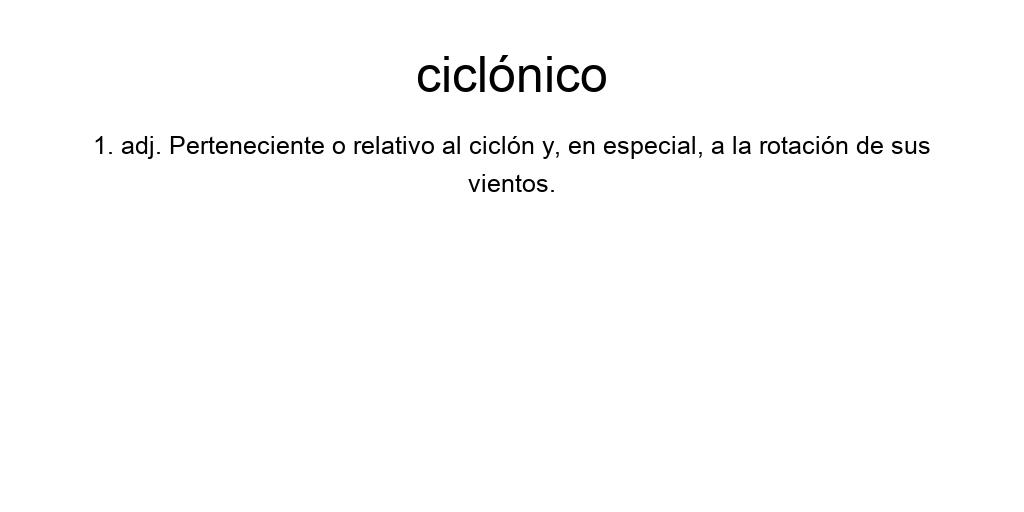 ciclónico
1. adj. Perteneciente o relativo al ciclón y, en especial, a la rotación de sus
vientos.